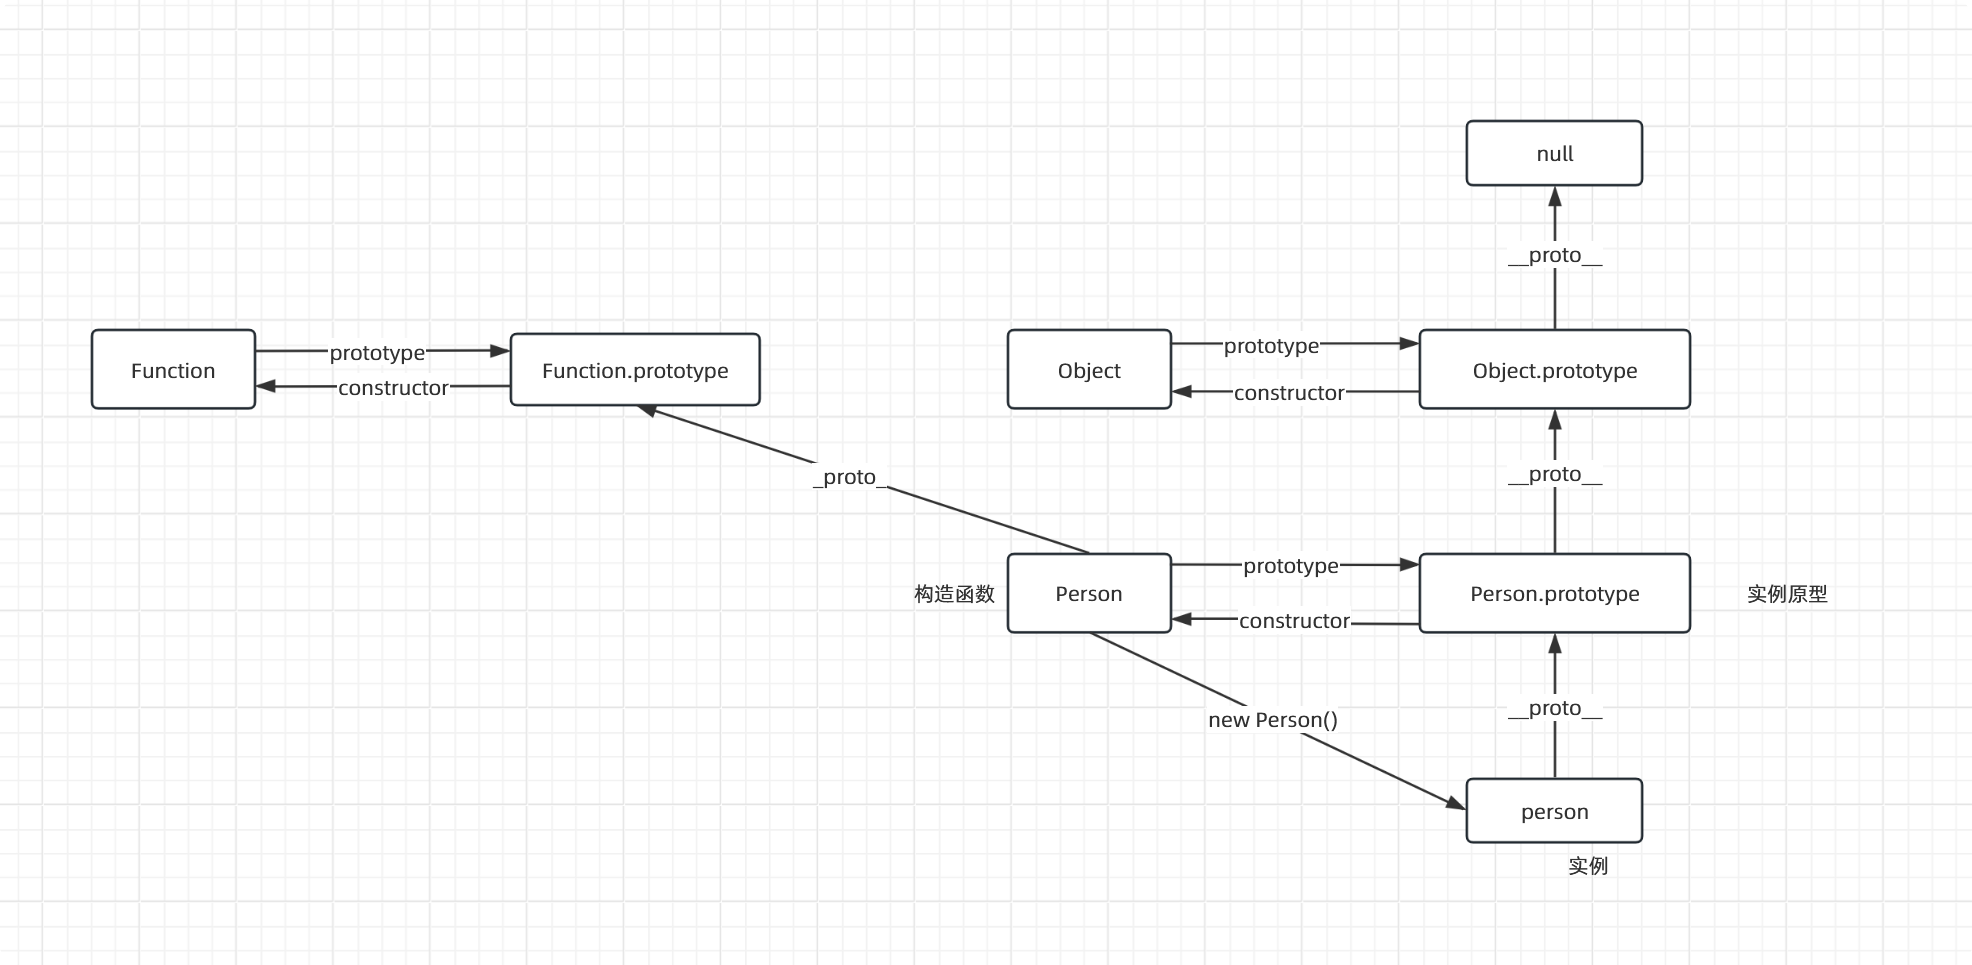 null
__proto__
Function
prototype
constructor
Function.prototype
Object
prototype
constructor
Object.prototype
_proto_
__proto__
构造函数
Person
prototype
constructor
Person.prototype
实例原型
new Person()
__proto__
person
实例